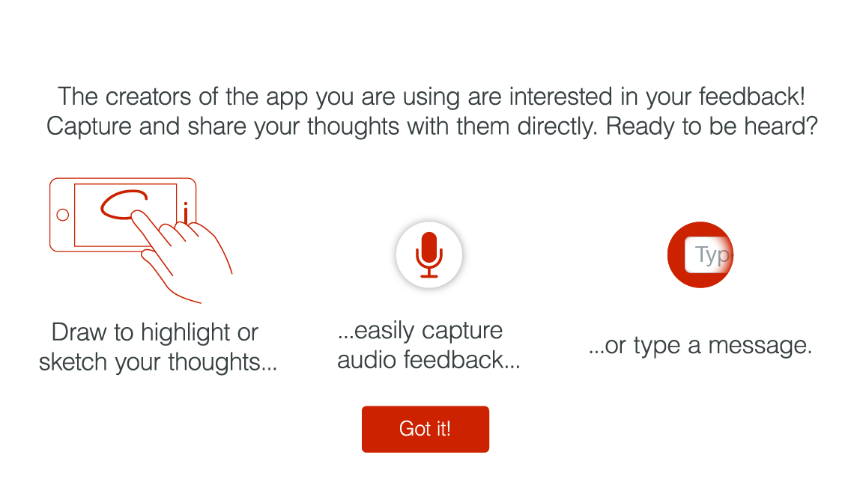 The creators of the app you are using are interested in your feedback!
Capture and share your thoughts with them directly. Ready to be heard?
Draw to highlight or
sketch your thoughts...
...easily capture
audio feedback...
Typ
...or type a message.
Got it!